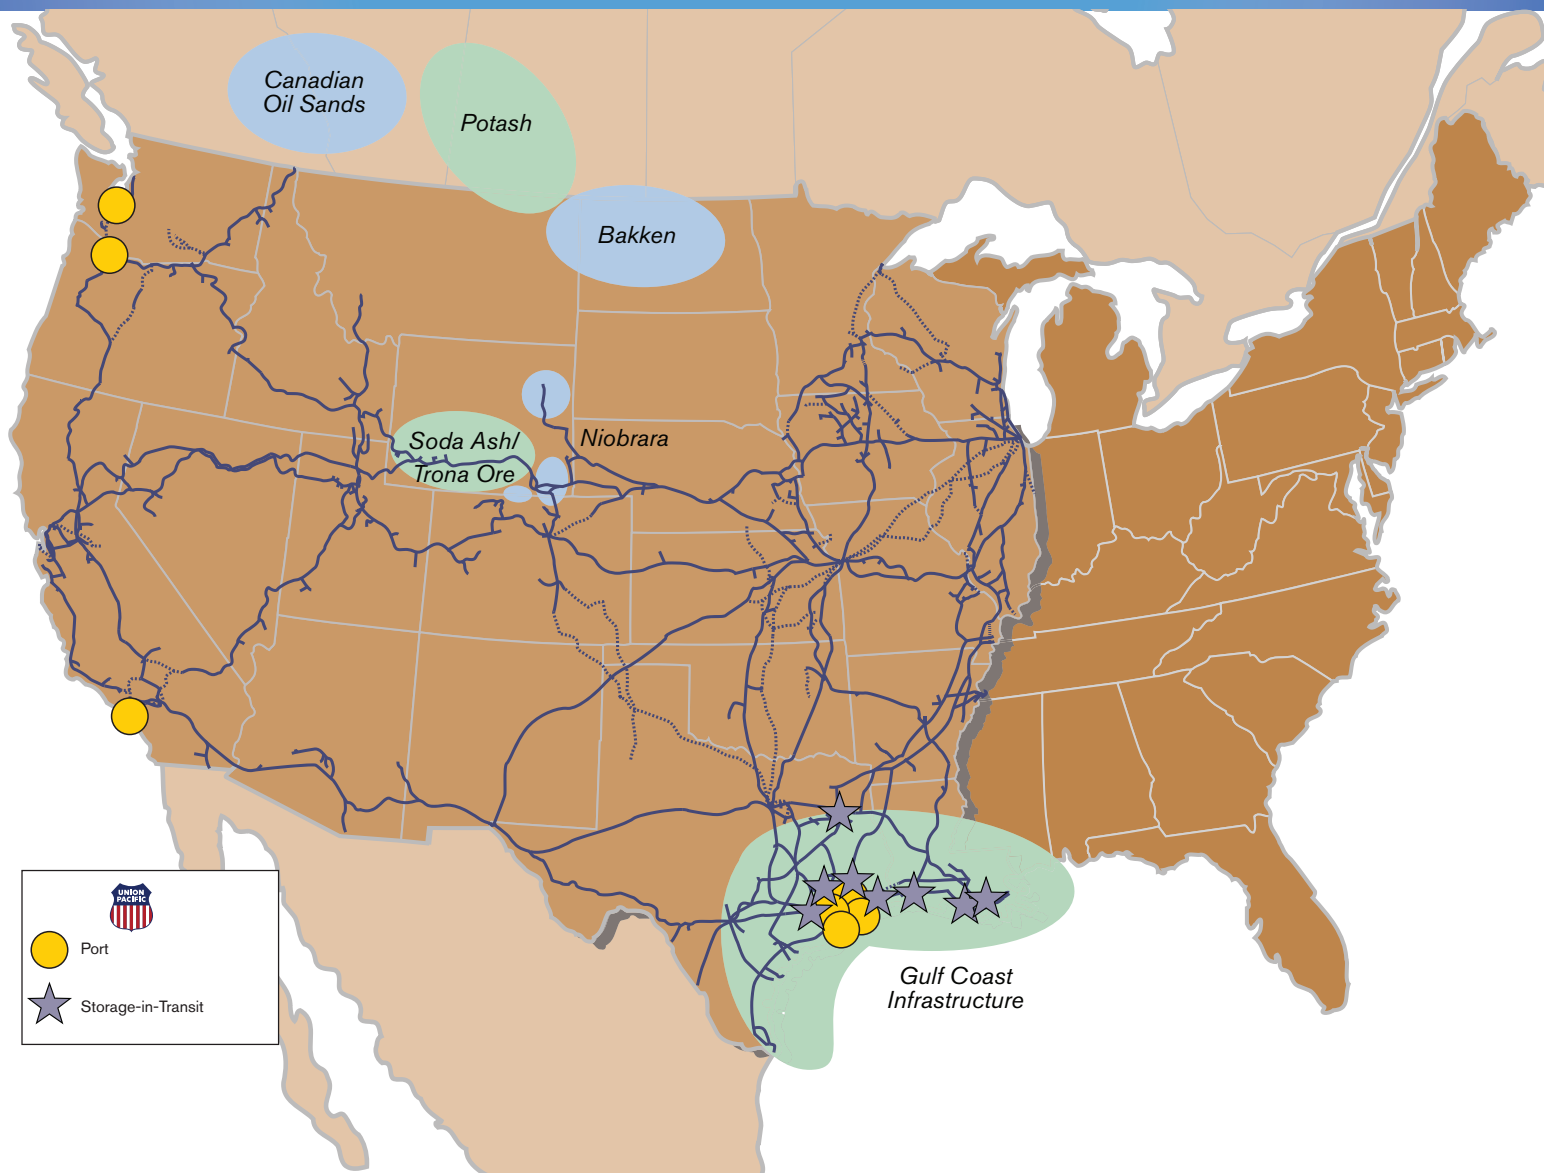 Canadian
Oil Sands
Potash
Bakken
Soda Ash/
Trona Ore
Niobrara
Gulf Coast
Infrastructure
UNION
PACIFIC
Port
Storage-in-Transit